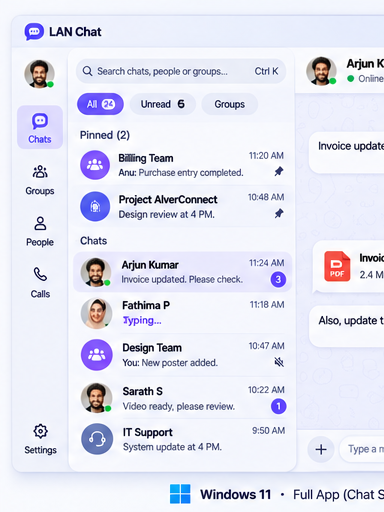 LAN Chat
Search chats, people or groups... Ctrl K
All 24 Unread 6 Groups
Chats
Groups
People
Calls
Settings
Pinned (2)
Billling Team 11:20 AM
Anu: Purchase entry completed.
Project AlverConnect 10:48 AM
Design review at 4 PM.
Chats
Arjun Kumar 11:24 AM
Invoice updated. Please check. 3
Fathima P 11:18 AM
Typing...
Design Team 10:47 AM
You: New poster added.
Sarath S 10:22 AM
Video ready, please review. 1
IT Support 9:50 AM
System update at 4 PM.
Arjun K
Online
Invoice update
PDF
Invoic
2.4 M
Also, update t
Type a m
Windows 11 • Full App (Chat S